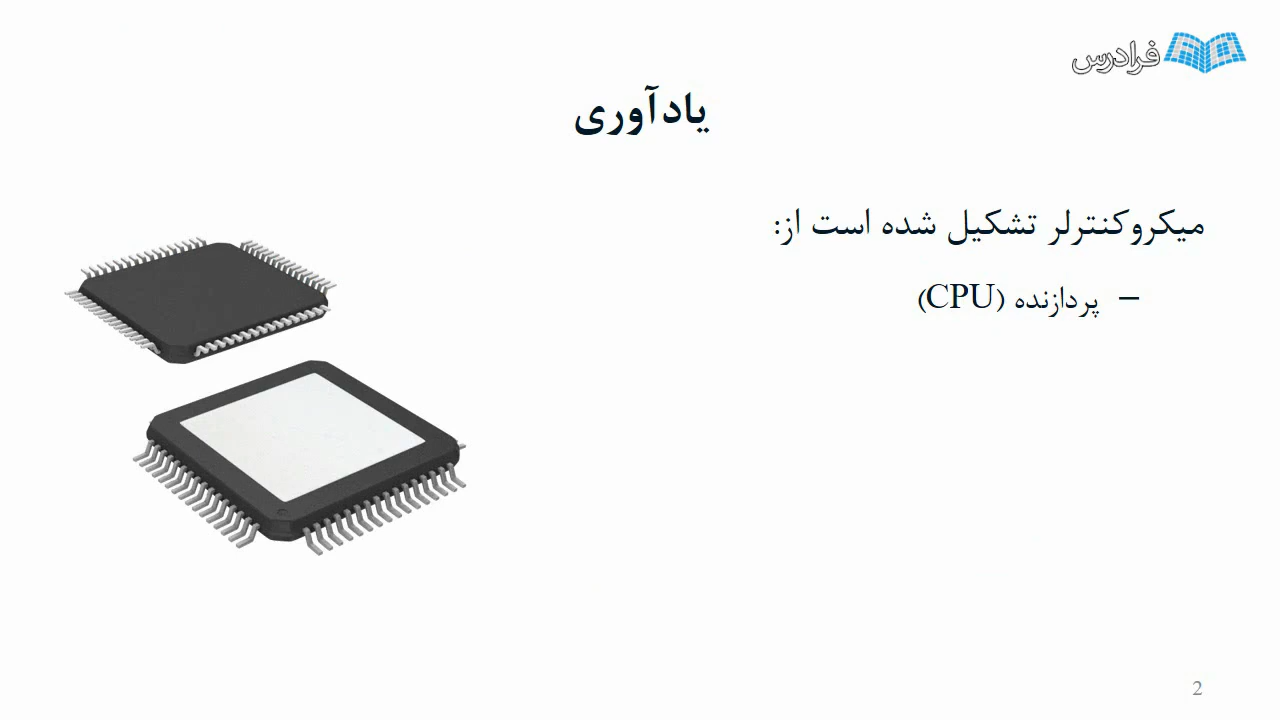 فرادرس
یادآوری
میکروکنترلر تشکیل شده است از:
– پردازنده (CPU)
2